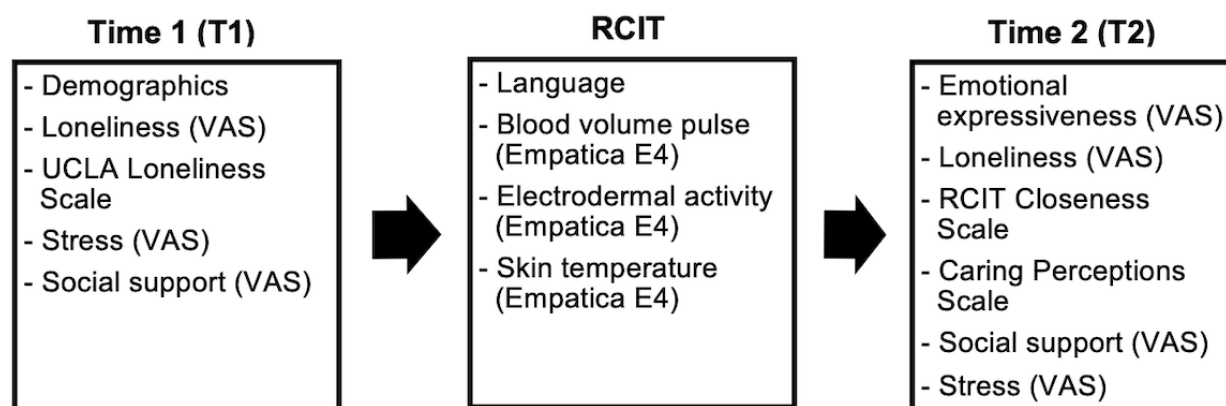 Time 1 (T1)
- Demographics
- Loneliness (VAS)
- UCLA Loneliness
Scale
- Stress (VAS)
- Social support (VAS)
RCIT
- Language
- Blood volume pulse
(Empatica E4)
- Electrodermal activity
(Empatica E4)
- Skin temperature
(Empatica E4)
Time 2 (T2)
- Emotional
expressiveness (VAS)
- Loneliness (VAS)
- RCIT Closeness
Scale
- Caring Perceptions
Scale
- Social support (VAS)
- Stress (VAS)